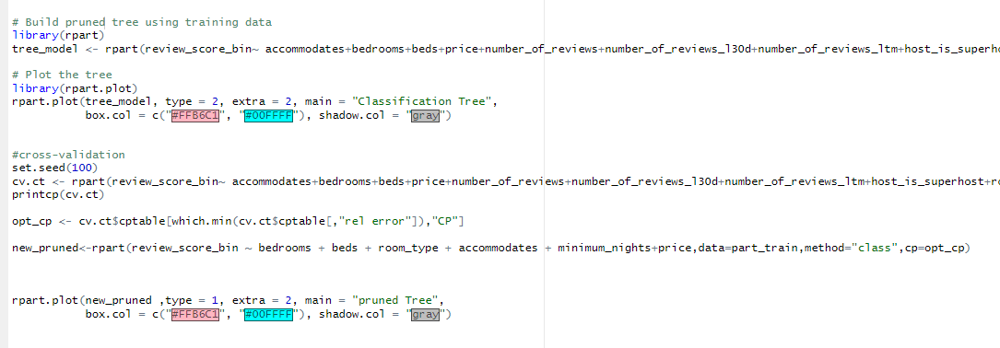 # Build pruned tree using training data
library(rpart)
tree_model <- rpart(review_score_bin~ accommodates+bedrooms+beds+price+number_of_reviews+number_of_reviews_l30d+number_of_reviews_ltm+host_is_superho
# Plot the tree
library(rpart.plot)
rpart.plot(tree_model, type = 2, extra = 2, main = "Classification Tree",
box.col = c("#FFB6C1", "#00FFFF"), shadow.col = "gray")
#cross-validation
set.seed(100)
cv.ct <- rpart(review_score_bin~ accommodates+bedrooms+beds+price+number_of_reviews+number_of_reviews_l30d+number_of_reviews_ltm+host_is_superhost+ro
printcp(cv.ct)
opt_cp <- cv.ct$cptable[which.min(cv.ct$cptable[,"rel error"]),"CP"]
new_pruned<-rpart(review_score_bin ~ bedrooms + beds + room_type + accommodates + minimum_nights+price,data=part_train,method="class",cp=opt_cp)
rpart.plot(new_pruned ,type = 1, extra = 2, main = "pruned Tree",
box.col = c("#FFB6C1", "#00FFFF"), shadow.col = "gray")